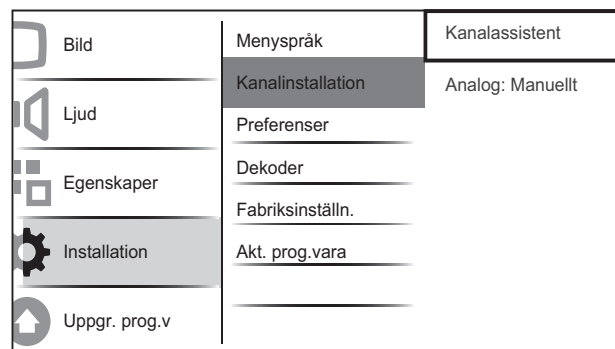 Bild
Ljud
Egenskaper
Installation
Uppgr. prog.v
Menyspråk
Kanalinstallation
Preferenser
Dekoder
Fabriksinställn.
Akt. prog.vara
Kanalassistent
Analog: Manuellt